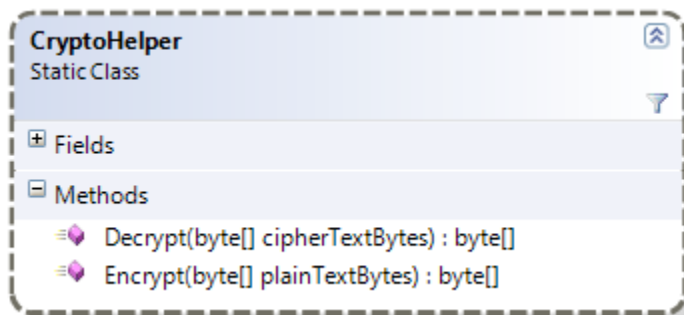 CryptoHelper
Static Class
Fields
Methods
Decrypt(byte[] cipherTextBytes) : byte[]
Encrypt(byte[] plainTextBytes) : byte[]